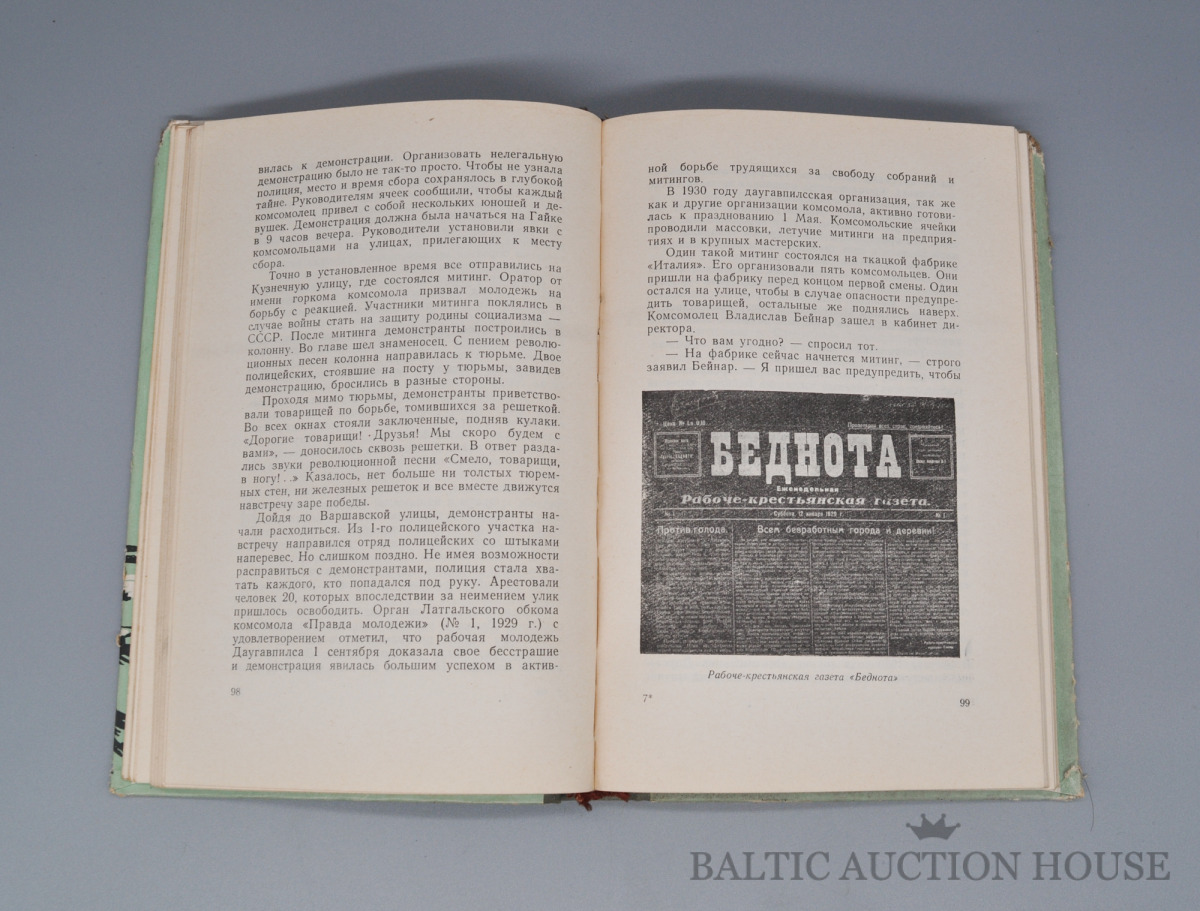 вилась к демонстрации. Организовать нелегальную
демонстрацию было не так-то просто. Чтобы не узнала
полиция, место и время сбора сохранялось в глубокой
тайне. Руководителям ячеек сообщили, чтобы каждый
комсомолец привел с собой нескольких юношей и де-
вушек. Демонстрация должна была начаться на Гайке
в 9 часов вечера. Руководители установили явки с
комсомольцами на улицах, прилегающих к месту
сбора.
Точно в установленное время все отправились на
Кузнечную улицу, где состоялся митинг. Оратор от
имени горкома комсомола призвал молодежь на
борьбу с реакцией. Участники митинга поклялись в
случае войны стать на защиту родины социализма —
СССР. После митинга демонстранты построились в
колонну. Во главе шел знаменосец. С пением револю-
ционных песен колонна направилась к тюрьме. Двое
полицейских, стоявшие на посту у тюрьмы, завидев
демонстрацию, бросились в разные стороны.
Проходя мимо тюрьмы, демонстранты приветство-
вали товарищей по борьбе, томившихся за решеткой.
Во всех окнах стояли заключенные, подняв кулаки.
«Дорогие товарищи! Друзья! Мы скоро будем с
вами», — доносилось сквозь решетки. В ответ разда-
лись звуки революционной песни «Смело, товарищи,
в ногу!..» Казалось, нет больше ни толстых тюрем-
ных стен, ни железных решеток и все вместе движутся
навстречу заре победы.
Дойдя до Варшавской улицы, демонстранты на-
чали расходиться. Из 1-го полицейского участка на-
встречу направился отряд полицейских со штыками
наперевес. Но слишком поздно. Не имея возможности
расправиться с демонстрантами, полиция стала хва-
тать каждого, кто попадался под руку. Арестовали
человек 20, которых впоследствии за неимением улик
пришлось освободить. Орган Латгальского обкома
комсомола «Правда молодежи» (№ 1, 1929 г.) с
удовлетворением отметил, что рабочая молодежь
Даугавпилса 1 сентября доказала свое бесстрашие
и демонстрация явилась большим успехом в актив-
98
ной борьбе трудящихся за свободу собраний и
митингов.
В 1930 году даугавпилсская организация, так же
как и другие организации комсомола, активно готови-
лась к празднованию 1 Мая. Комсомольские ячейки
проводили массовки, летучие митинги на предприя-
тиях и в крупных мастерских.
Один такой митинг состоялся на ткацкой фабрике
«Италия». Его организовали пять комсомольцев. Они
пришли на фабрику перед концом первой смены. Один
остался на улице, чтобы в случае опасности предупре-
дить товарищей, остальные же поднялись наверх.
Комсомолец Владислав Бейнар зашел в кабинет ди-
ректора.
— Что вам угодно? — спросил тот.
— На фабрике сейчас начнется митинг, — строго
заявил Бейнар. — Я пришел вас предупредить, чтобы
БЕДНОТА
Еженедельная
Рабоче-крестьянская газета.
Суббота, 12 января 1929 г.
№ 1.
Против голода.
Всем безработным города и деревни!
Рабоче-крестьянская газета «Беднота»
7*
99
BALTIC AUCTION HOUSE